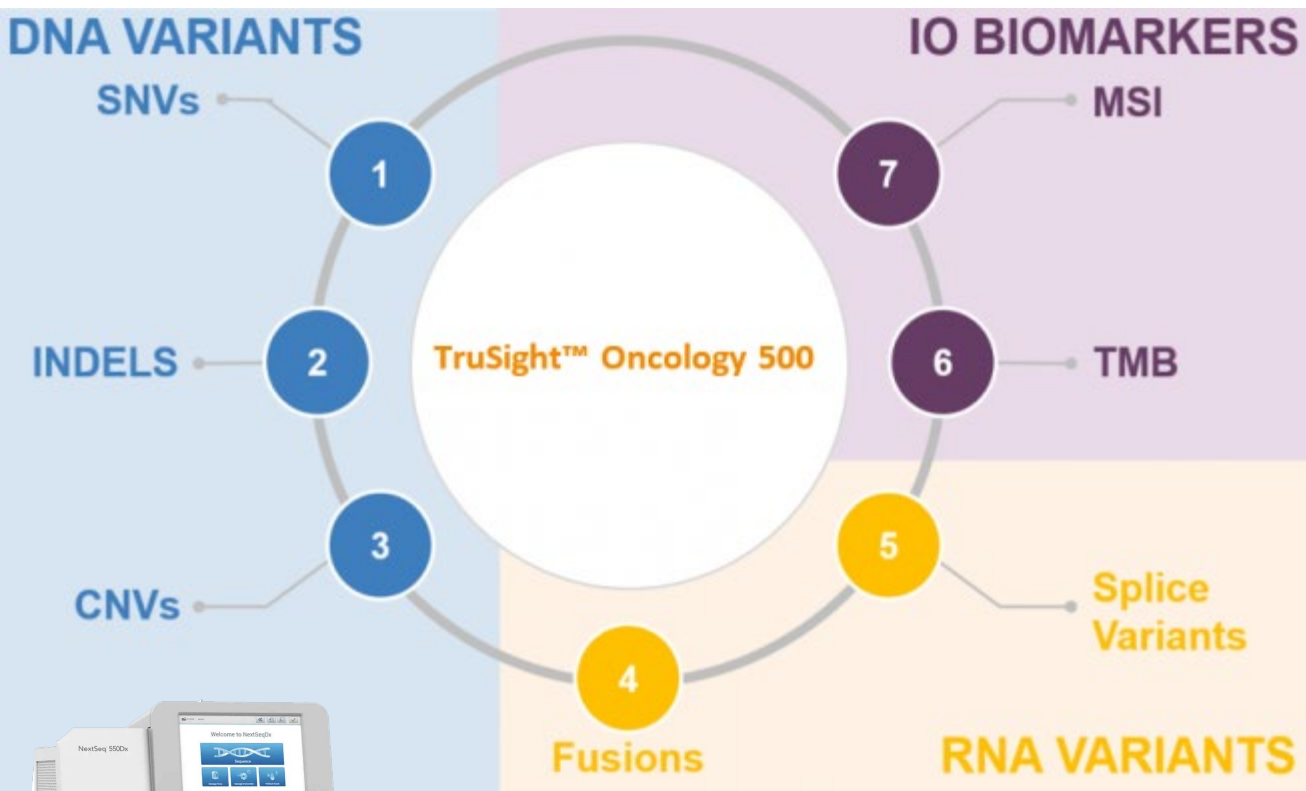 DNA VARIANTS
IO BIOMARKERS
SNVs
MSI
1
7
INDELS
2
TruSight™ Oncology 500
6
TMB
3
5
CNVs
Splice
Variants
4
Fusions
RNA VARIANTS
NextSeq 550Dx
Welcome to NextSeqDx
Sequence